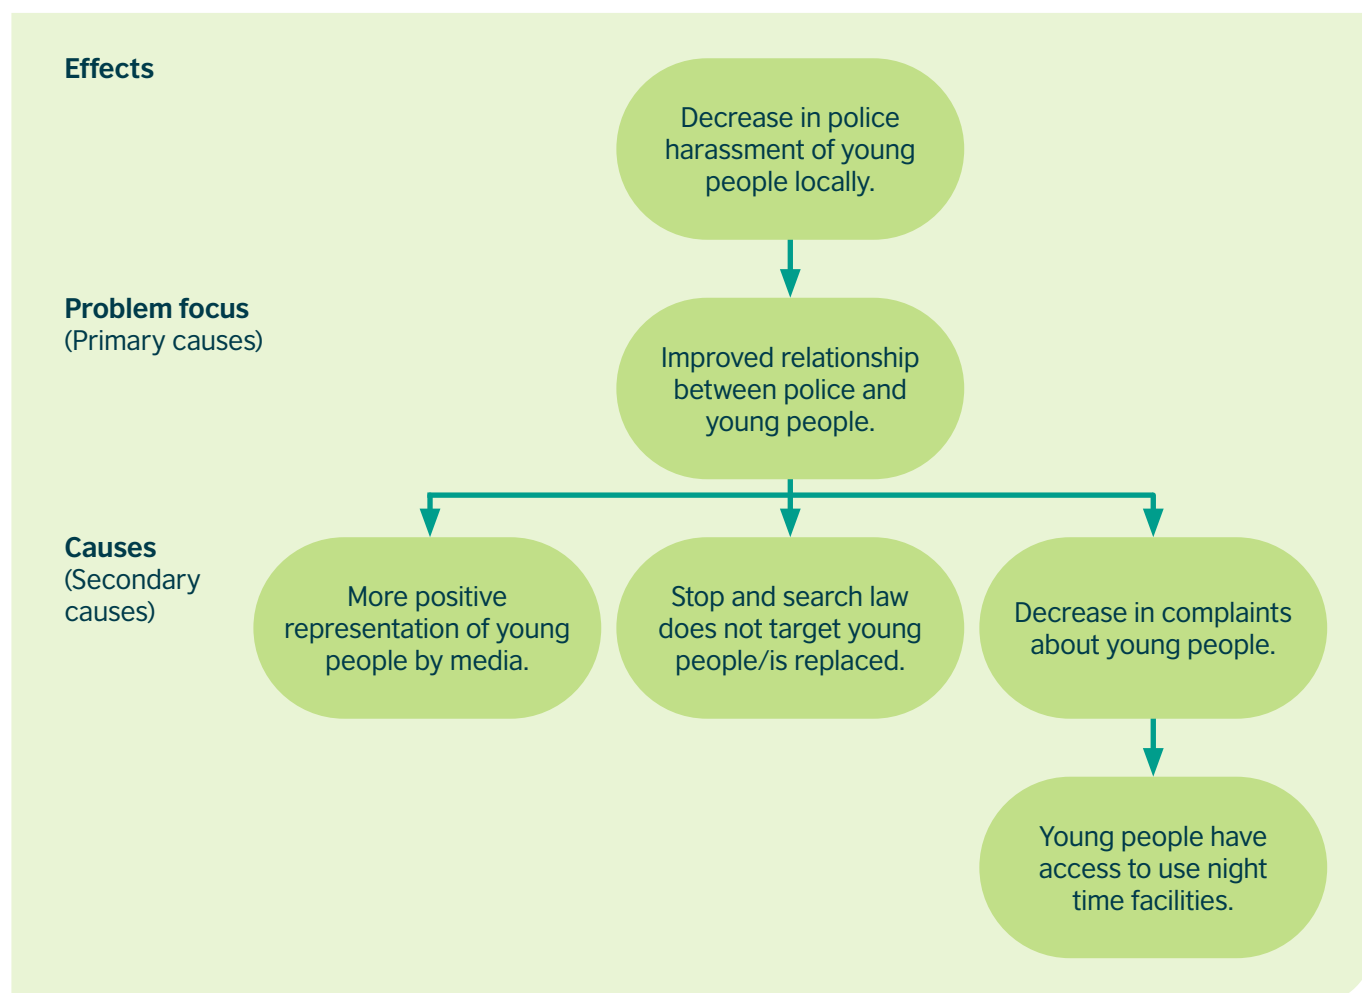 Effects
Decrease in police
harassment of young
people locally.
Problem focus
(Primary causes)
Improved relationship
between police and
young people.
Causes
(Secondary
causes)
More positive
representation of young
people by media.
Stop and search law
does not target young
people/is replaced.
Decrease in complaints
about young people.
Young people have
access to use night
time facilities.